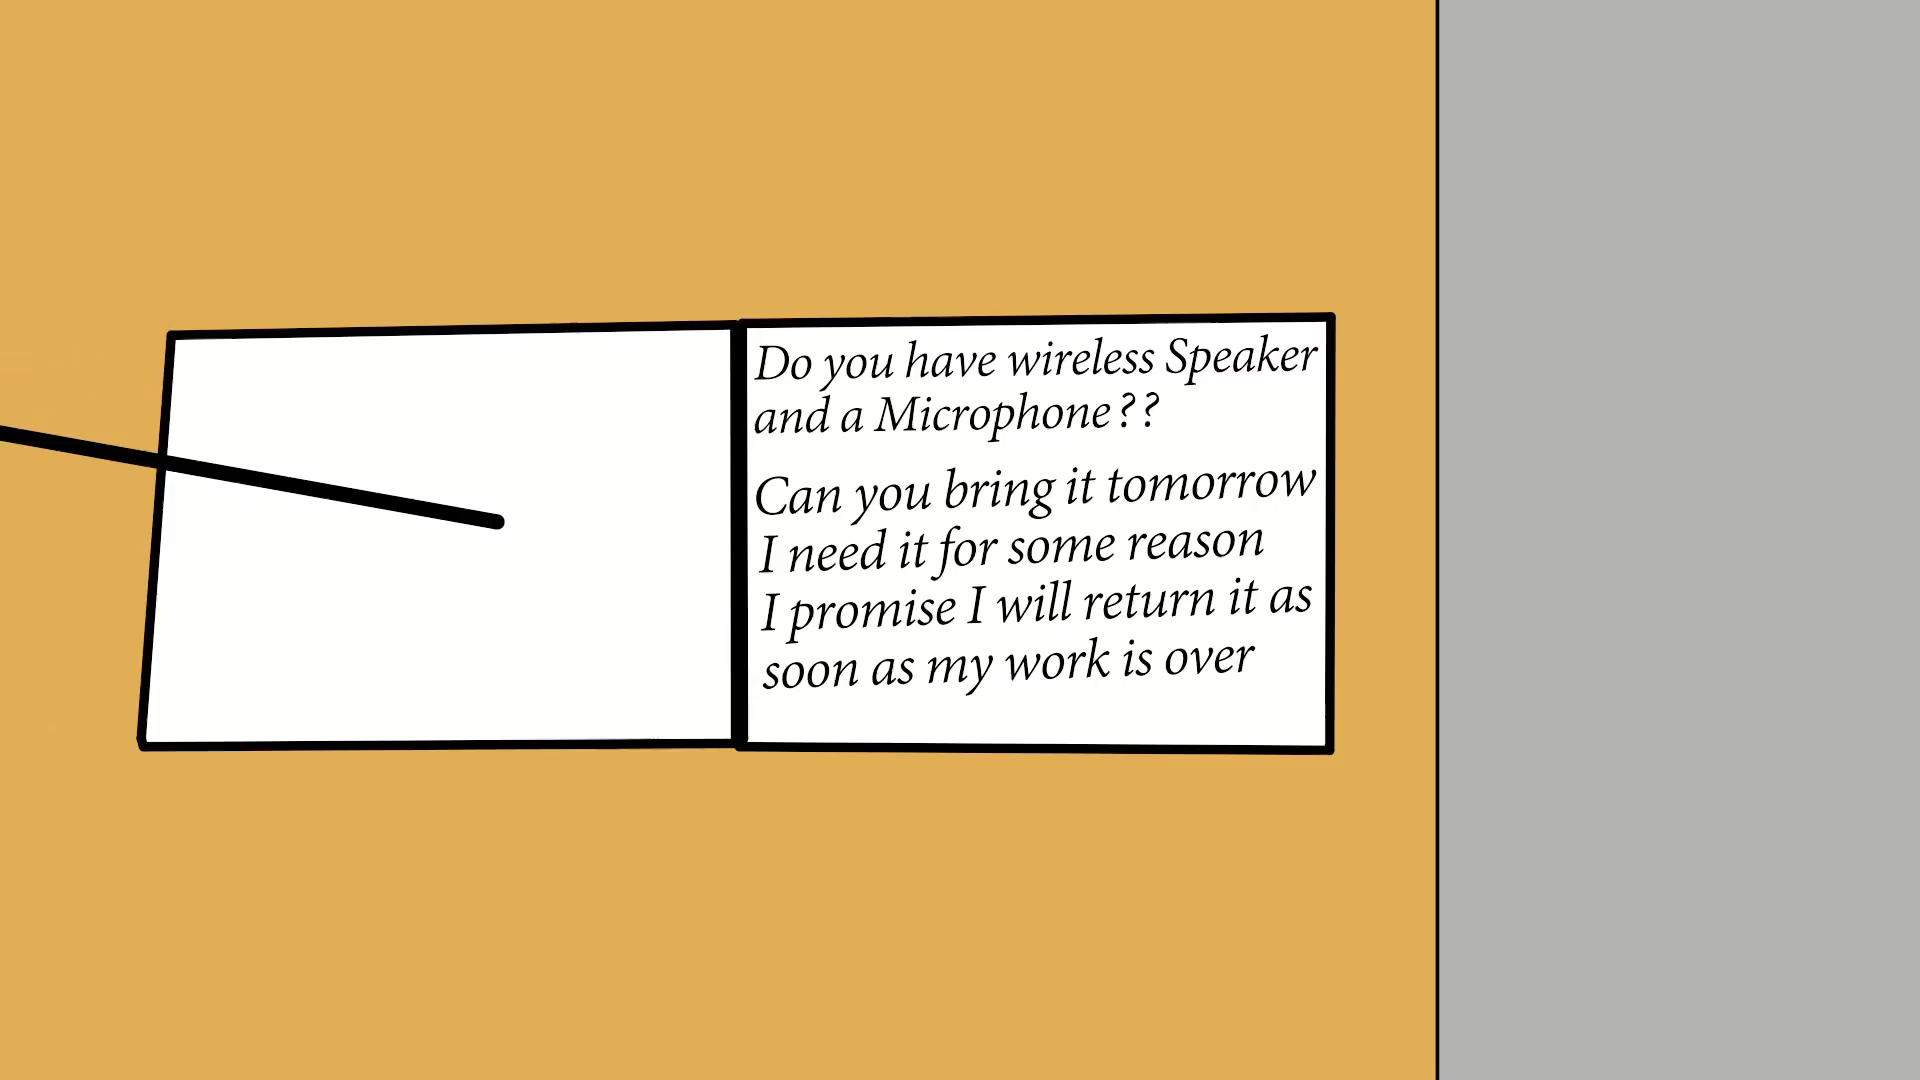 Do you have wireless Speaker
and a Microphone??
Can you bring it tomorrow
I need it for some reason
I promise I will return it as
soon as my work is over